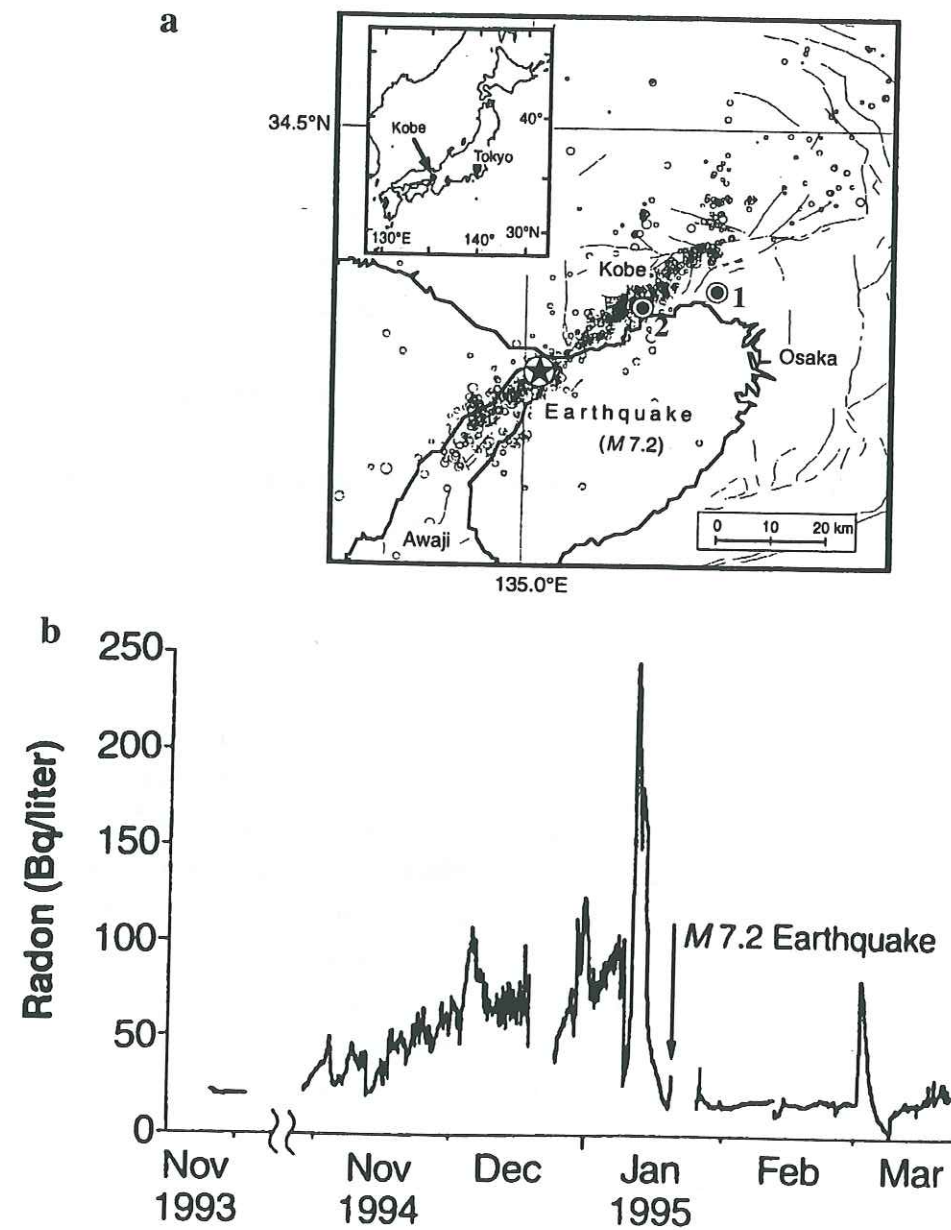 a
34.5°N
Kobe
Tokyo
40°
130°E
140°
30°N
Kobe
1
2
Osaka
Earthquake
(M 7.2)
0 10 20 km
Awaji
135.0°E
b
Radon (Bq/liter)
250
200
150
100
50
0
M 7.2 Earthquake
Nov Nov Dec Jan Feb Mar
1993 1994 1995